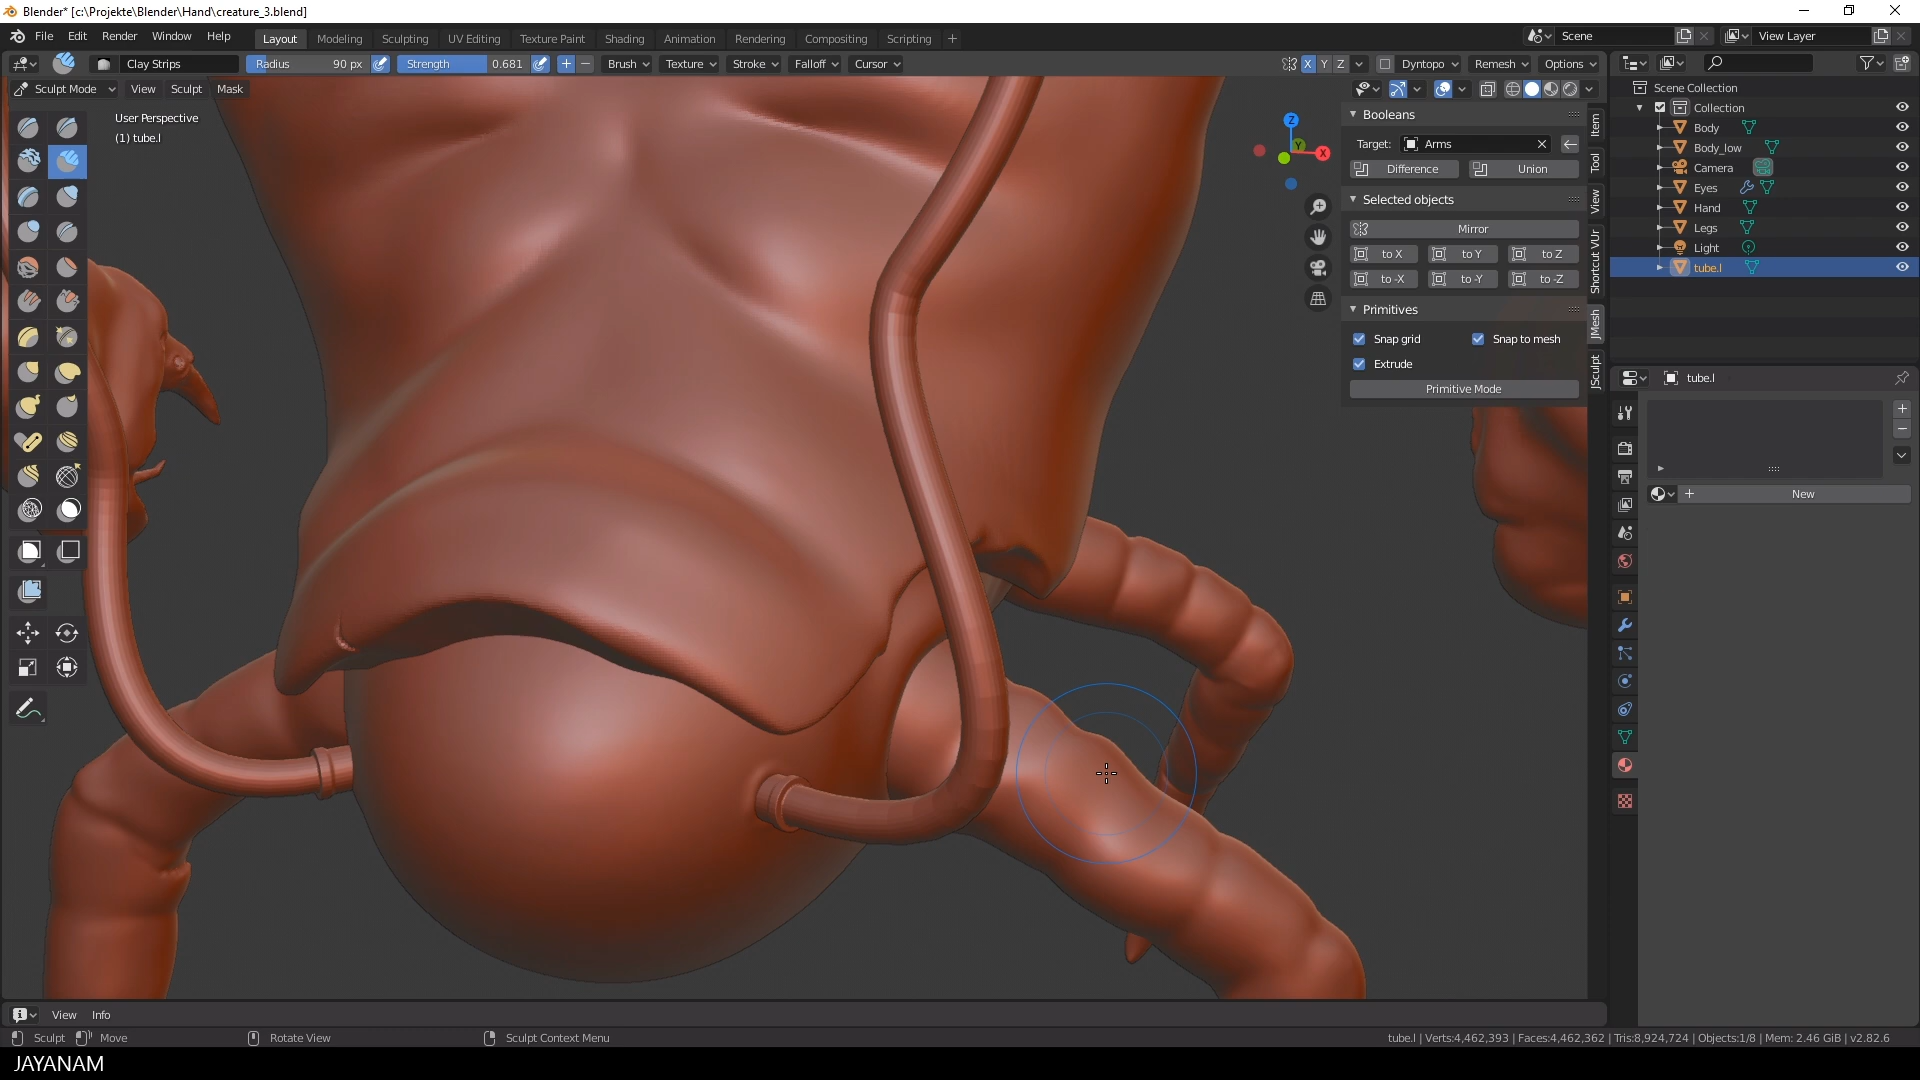 Blender* [c:\Projekte\Blender\Hand\creature_3.blend]
File Edit Render Window Help Layout Modeling Sculpting UV Editing Texture Paint Shading Animation Rendering Compositing Scripting + Scene View Layer
Clay Strips Radius 90 px Strength 0.681 + − Brush Texture Stroke Falloff Cursor X Y Z Dyntopo Remesh Options
Sculpt Mode View Sculpt Mask
User Perspective
(1) tube.l
Z
Y
X
Booleans
Target: Arms
Difference Union
Selected objects
Mirror
to X to Y to Z
to -X to -Y to -Z
Primitives
Snap grid Snap to mesh
Extrude
Primitive Mode
Item
Tool
View
Shortcut VUr
JMesh
JSculpt
Scene Collection
Collection
Body
Body_low
Camera
Eyes
Hand
Legs
Light
tube.l
tube.l
+ New
View Info
Sculpt Move Rotate View Sculpt Context Menu
tube.l | Verts:4,462,393 | Faces:4,462,362 | Tris:8,924,724 | Objects:1/8 | Mem: 2.46 GiB | v2.82.6
JAYANAM